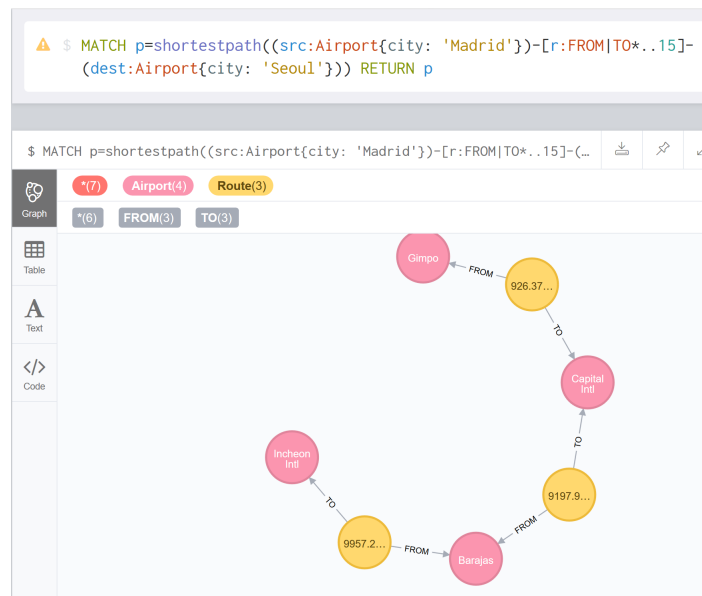 $ MATCH p=shortestpath((src:Airport{city: 'Madrid'})-[r:FROM|TO*..15]-
(dest:Airport{city: 'Seoul'})) RETURN p
$ MATCH p=shortestpath((src:Airport{city: 'Madrid'})-[r:FROM|TO*..15]-(…
*(7) Airport(4) Route(3)
*(6) FROM(3) TO(3)
Graph
Table
A
Text
</>
Code
Gimpo
FROM
926.37…
TO
Capital
Intl
TO
Incheon
Intl
9197.9…
TO
FROM
9957.2…
FROM
Barajas